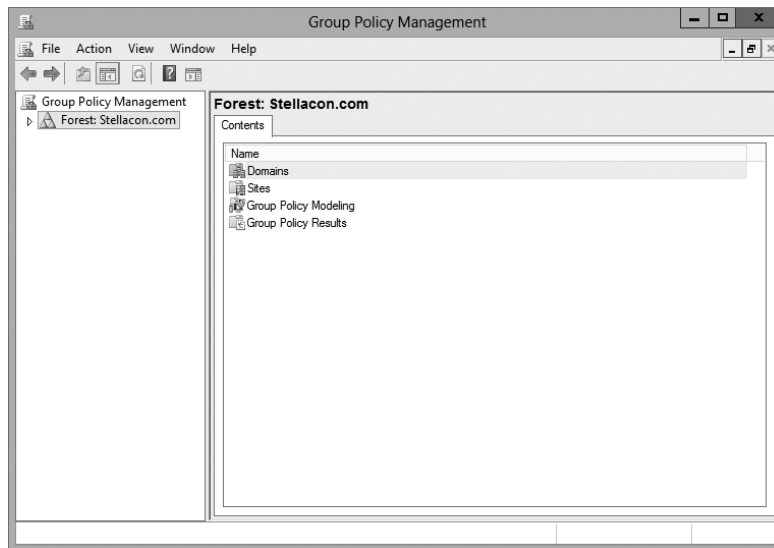 Group Policy Management
File Action View Window Help
Group Policy Management
Forest: Stellacon.com
Forest: Stellacon.com
Contents
Name
Domains
Sites
Group Policy Modeling
Group Policy Results